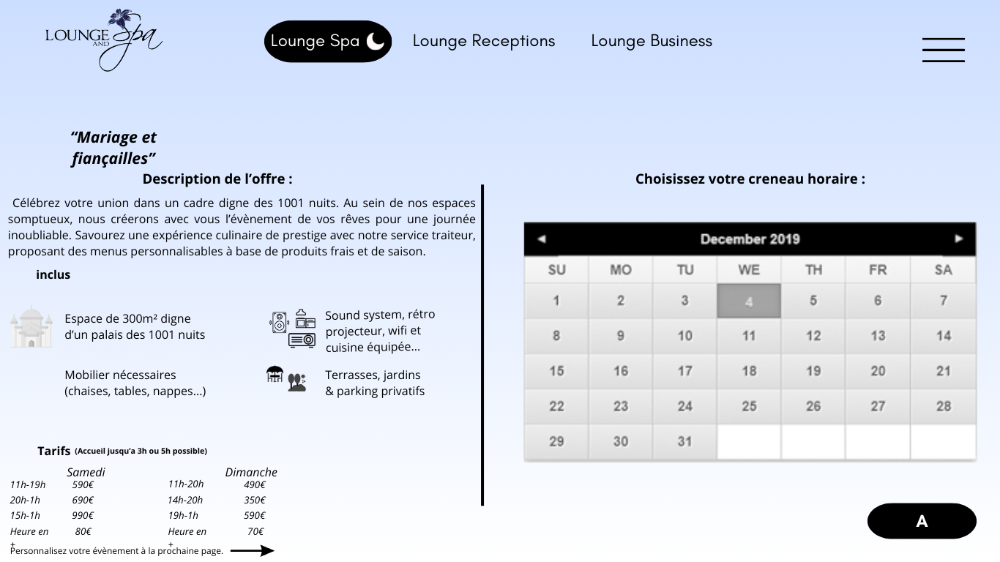 LOUNGE AND Spa
Lounge Spa
Lounge Receptions
Lounge Business
“Mariage et
fiançailles”
Description de l’offre :
Célébrez votre union dans un cadre digne des 1001 nuits. Au sein de nos espaces
somptueux, nous créerons avec vous l’évènement de vos rêves pour une journée
inoubliable. Savourez une expérience culinaire de prestige avec notre service traiteur,
proposant des menus personnalisables à base de produits frais et de saison.
inclus
Espace de 300m² digne
d’un palais des 1001 nuits
Sound system, rétro
projecteur, wifi et
cuisine équipée...
Mobilier nécessaires
(chaises, tables, nappes...)
Terrasses, jardins
& parking privatifs
Tarifs (Accueil jusqu’a 3h ou 5h possible)
Samedi
11h-19h 590€
20h-1h 690€
15h-1h 990€
Heure en 80€
+
Dimanche
11h-20h 490€
14h-20h 350€
19h-1h 590€
Heure en 70€
+
Personnalisez votre évènement à la prochaine page.
Choisissez votre creneau horaire :
December 2019
SU MO TU WE TH FR SA
1 2 3 4 5 6 7
8 9 10 11 12 13 14
15 16 17 18 19 20 21
22 23 24 25 26 27 28
29 30 31
A